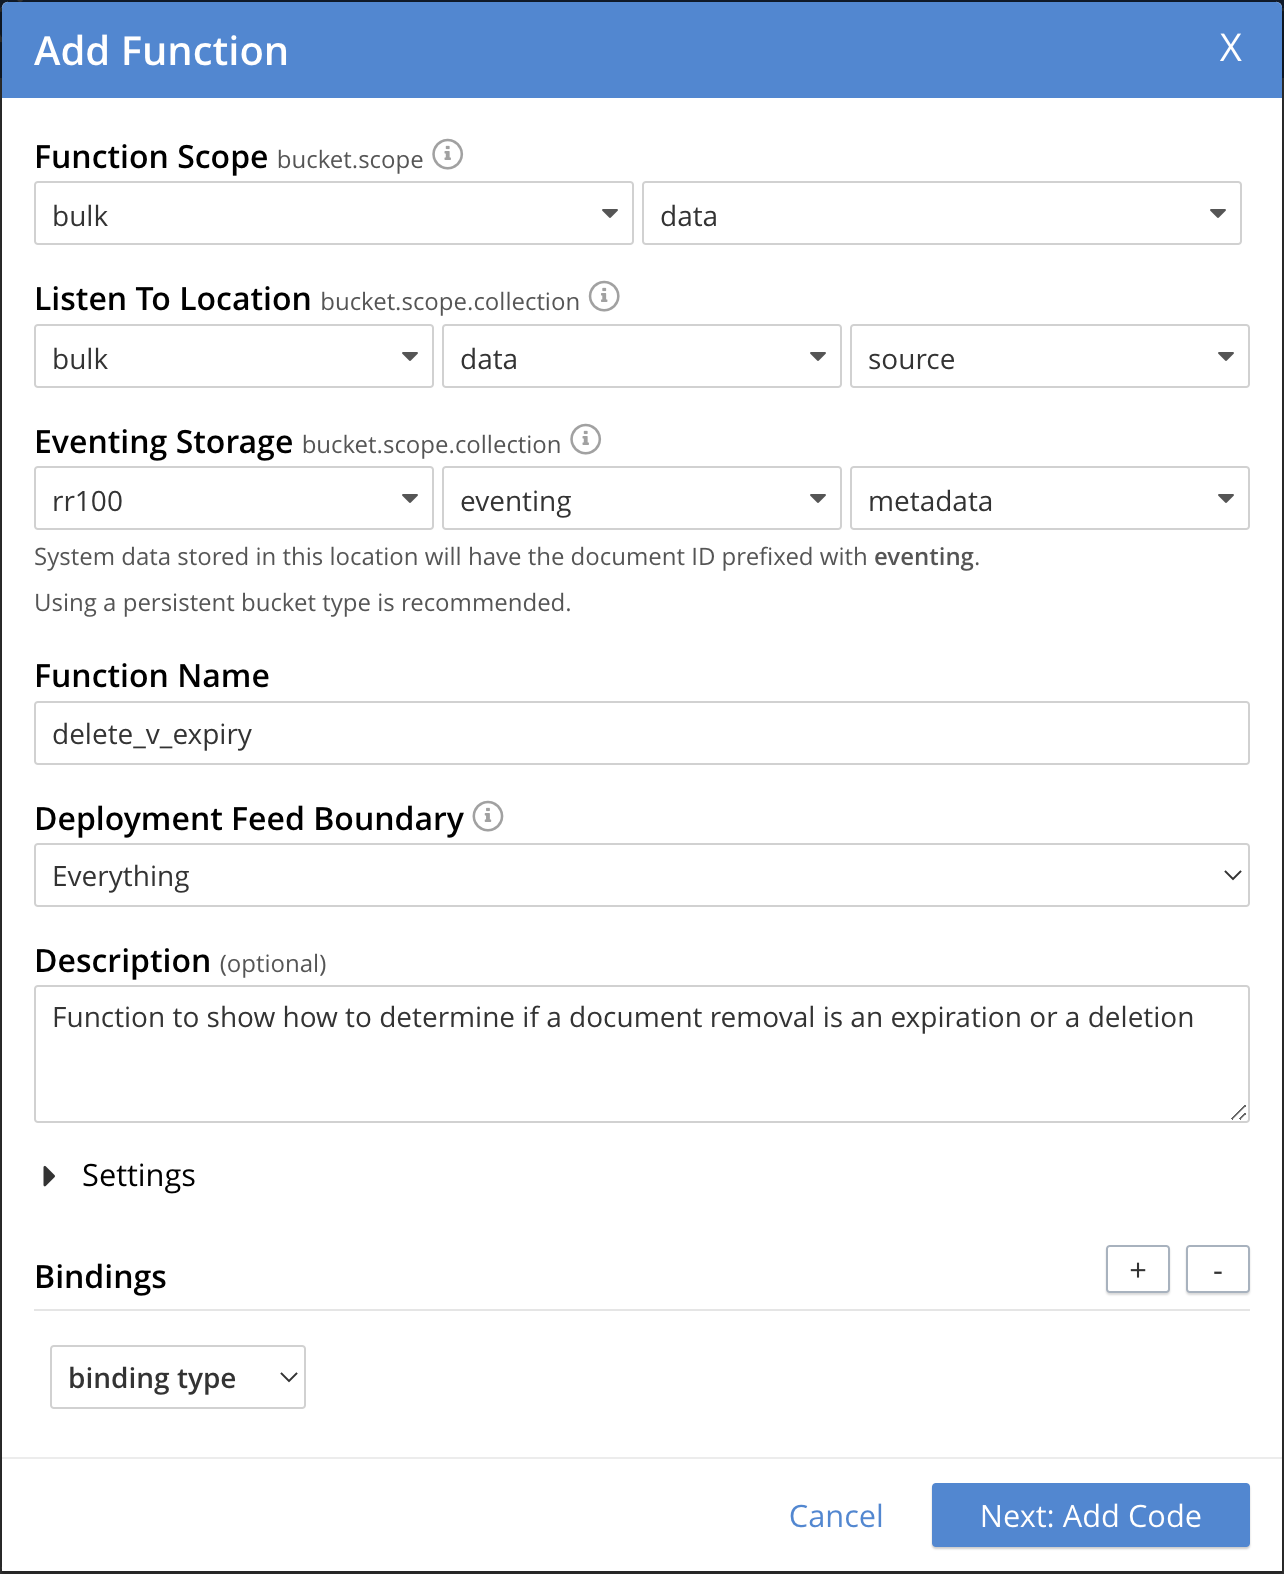 Add Function X
Function Scope bucket.scope
bulk data
Listen To Location bucket.scope.collection
bulk data source
Eventing Storage bucket.scope.collection
rr100 eventing metadata
System data stored in this location will have the document ID prefixed with eventing.
Using a persistent bucket type is recommended.
Function Name
delete_v_expiry
Deployment Feed Boundary
Everything
Description (optional)
Function to show how to determine if a document removal is an expiration or a deletion
Settings
Bindings + -
binding type
Cancel Next: Add Code